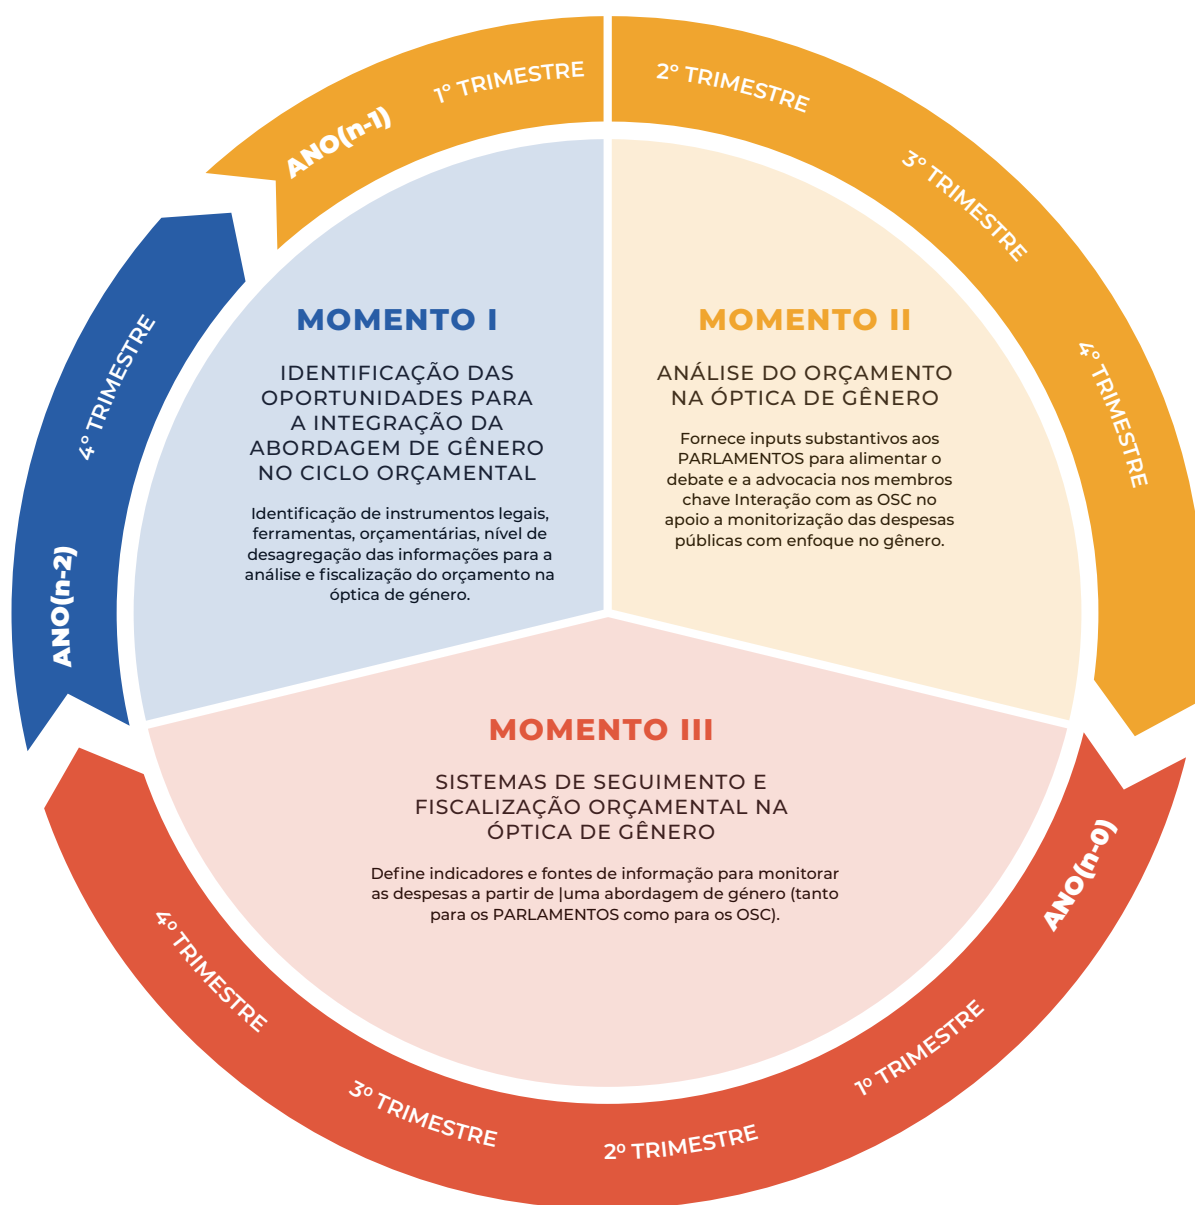 ANO(n-2)
4º TRIMESTRE
ANO(n-1)
1º TRIMESTRE
2º TRIMESTRE
3º TRIMESTRE
4º TRIMESTRE
ANO(n-0)
1º TRIMESTRE
2º TRIMESTRE
3º TRIMESTRE
4º TRIMESTRE
MOMENTO I
IDENTIFICAÇÃO DAS
OPORTUNIDADES PARA
A INTEGRAÇÃO DA
ABORDAGEM DE GÊNERO
NO CICLO ORÇAMENTAL
Identificação de instrumentos legais,
ferramentas, orçamentárias, nível de
desagregação das informações para a
análise e fiscalização do orçamento na
óptica de género.
MOMENTO II
ANÁLISE DO ORÇAMENTO
NA ÓPTICA DE GÊNERO
Fornece inputs substantivos aos
PARLAMENTOS para alimentar o
debate e a advocacia nos membros
chave Interação com as OSC no
apoio a monitorização das despesas
públicas com enfoque no gênero.
MOMENTO III
SISTEMAS DE SEGUIMENTO E
FISCALIZAÇÃO ORÇAMENTAL NA
ÓPTICA DE GÊNERO
Define indicadores e fontes de informação para monitorar
as despesas a partir de |uma abordagem de género (tanto
para os PARLAMENTOS como para os OSC).